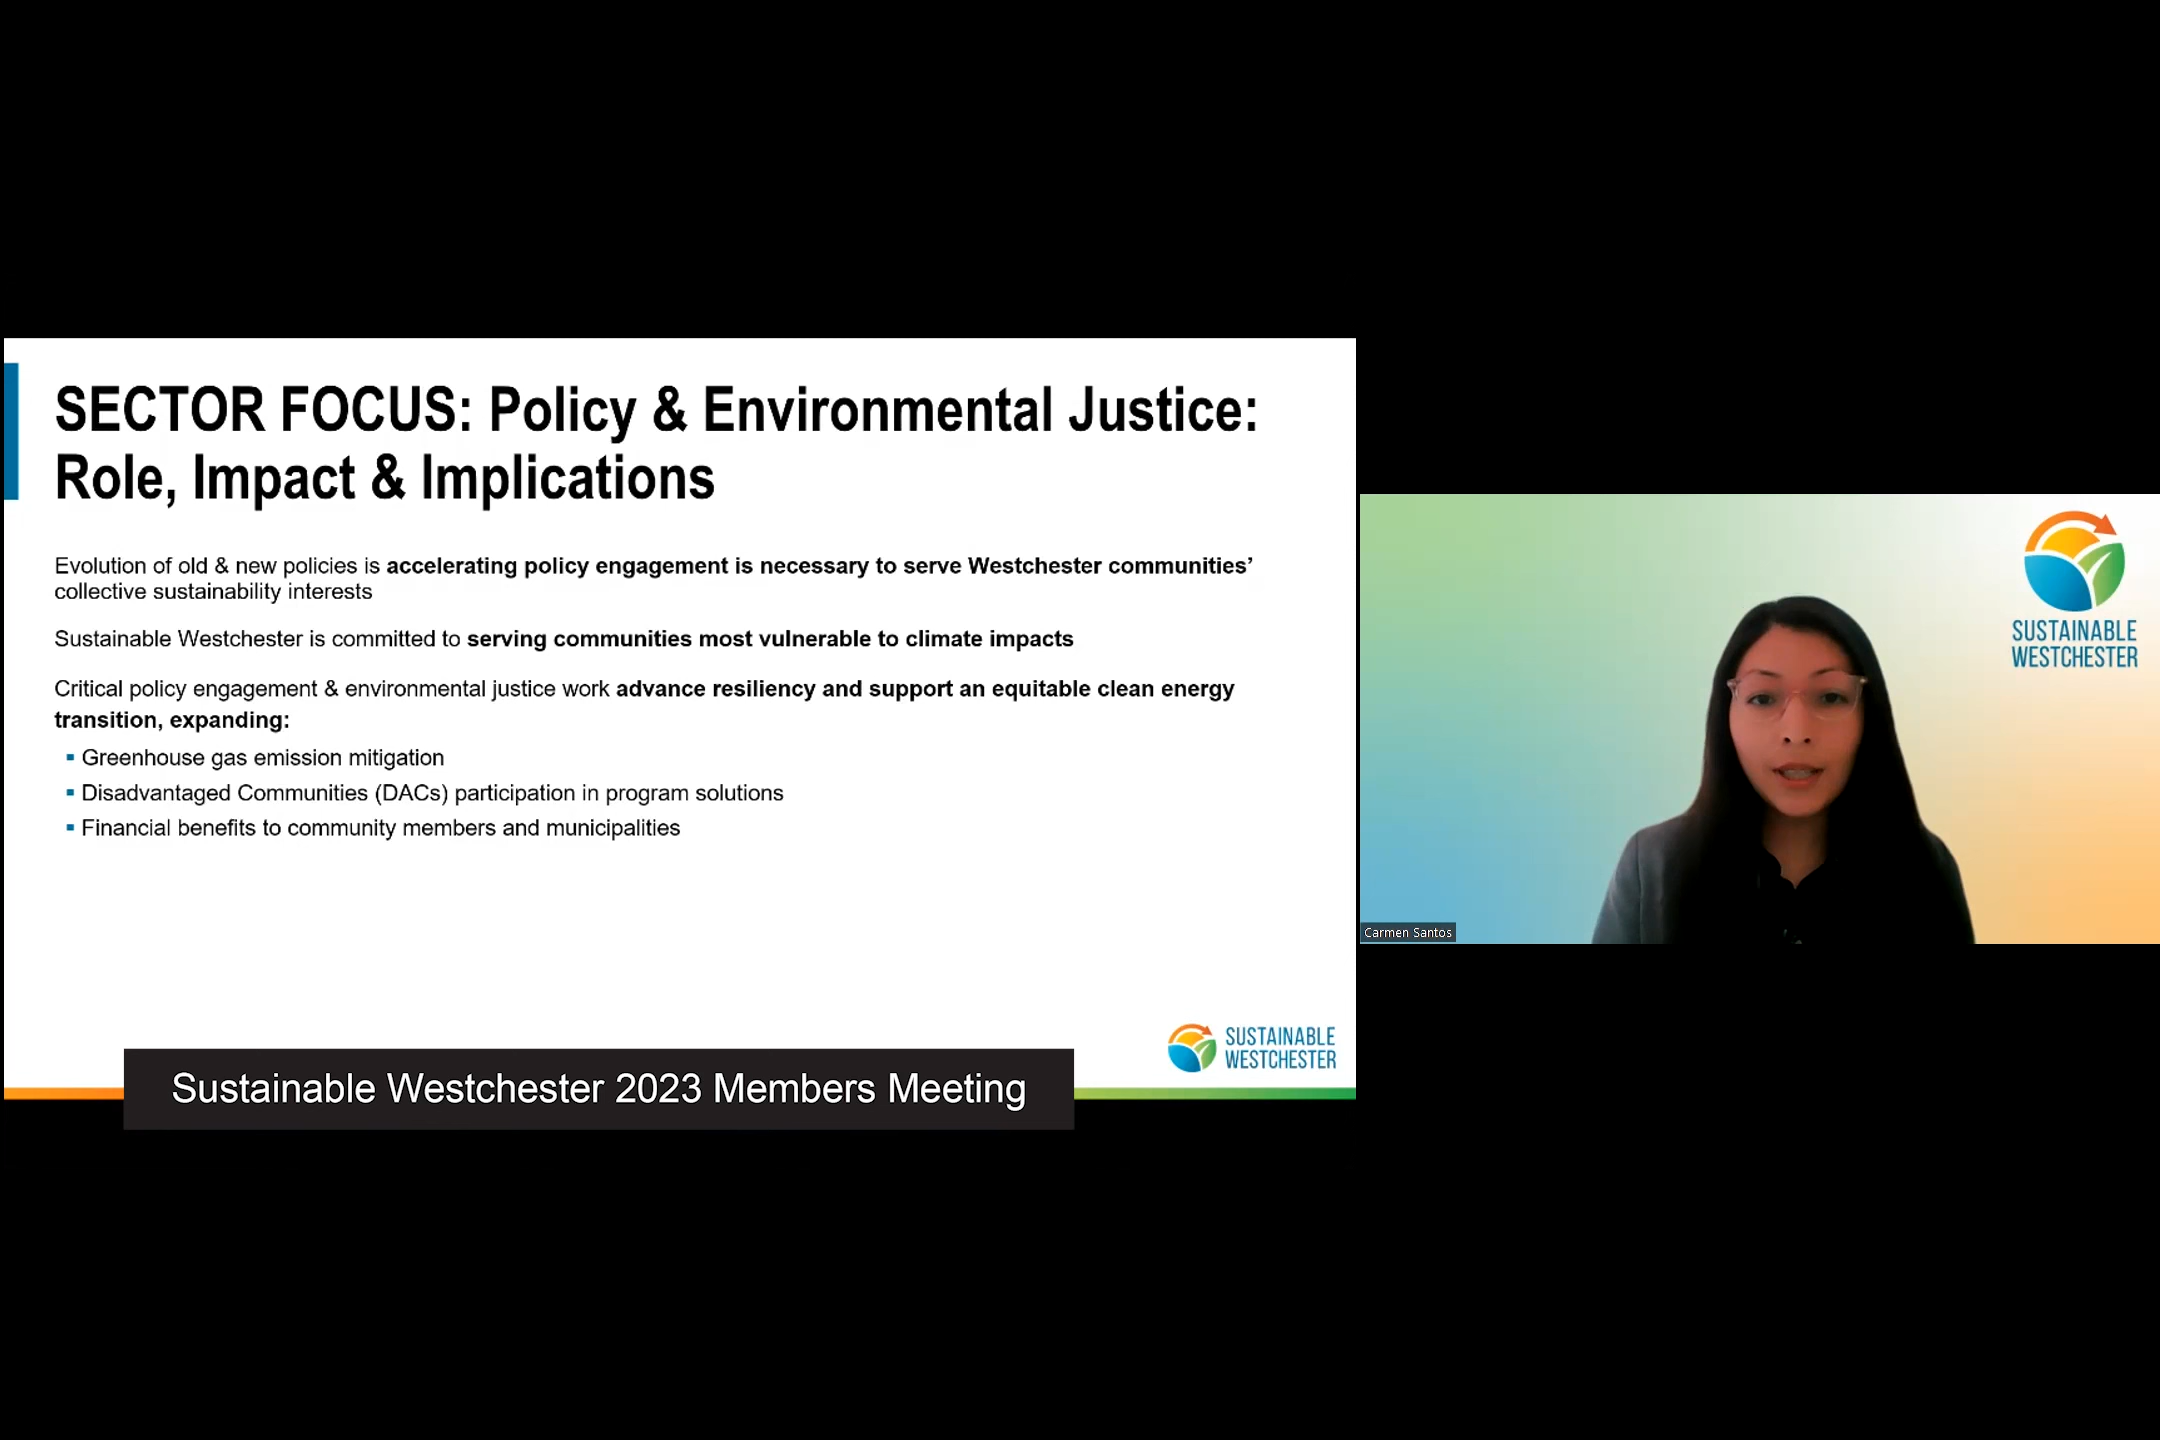 SECTOR FOCUS: Policy & Environmental Justice:
Role, Impact & Implications
Evolution of old & new policies is accelerating policy engagement is necessary to serve Westchester communities’
collective sustainability interests
Sustainable Westchester is committed to serving communities most vulnerable to climate impacts
Critical policy engagement & environmental justice work advance resiliency and support an equitable clean energy
transition, expanding:
▪ Greenhouse gas emission mitigation
▪ Disadvantaged Communities (DACs) participation in program solutions
▪ Financial benefits to community members and municipalities
SUSTAINABLE
WESTCHESTER
Sustainable Westchester 2023 Members Meeting
SUSTAINABLE
WESTCHESTER
Carmen Santos